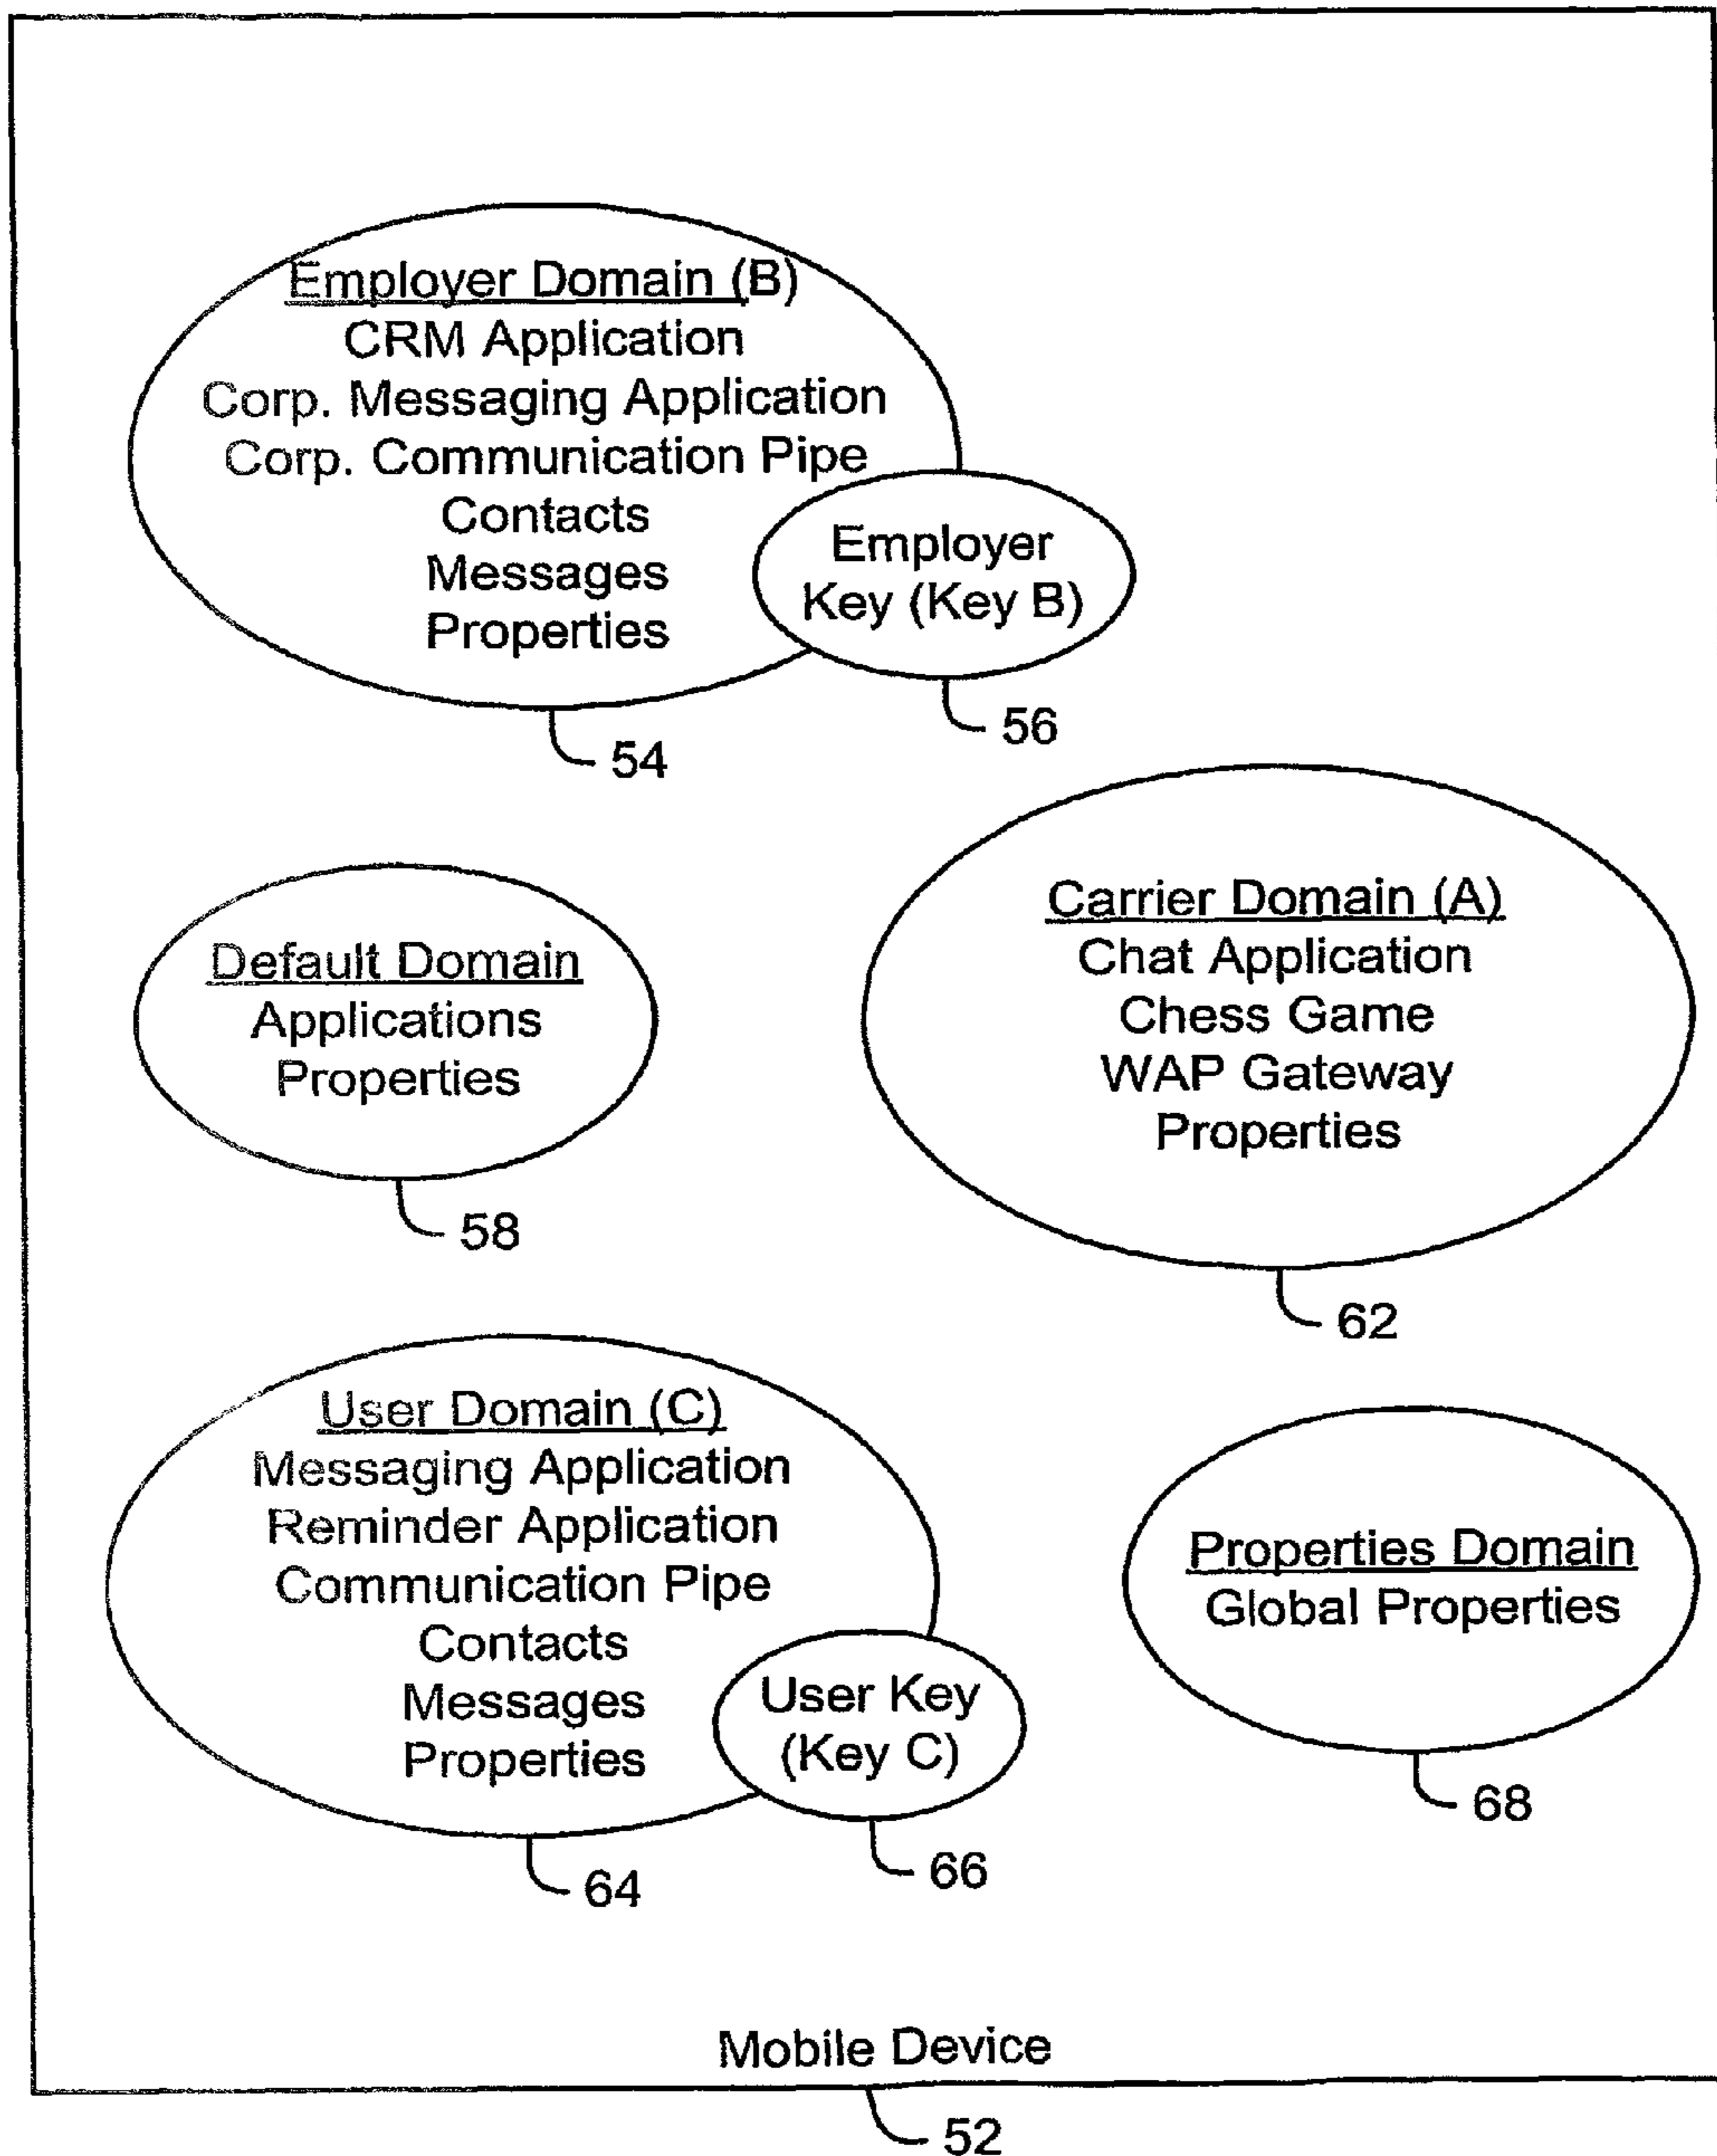 Employer Domain (B)
CRM Application
Corp. Messaging Application
Corp. Communication Pipe
Contacts
Messages
Properties
Employer
Key (Key B)
54
56
Default Domain
Applications
Properties
58
Carrier Domain (A)
Chat Application
Chess Game
WAP Gateway
Properties
62
User Domain (C)
Messaging Application
Reminder Application
Communication Pipe
Contacts
Messages
Properties
User Key
(Key C)
64
66
Properties Domain
Global Properties
68
Mobile Device
52